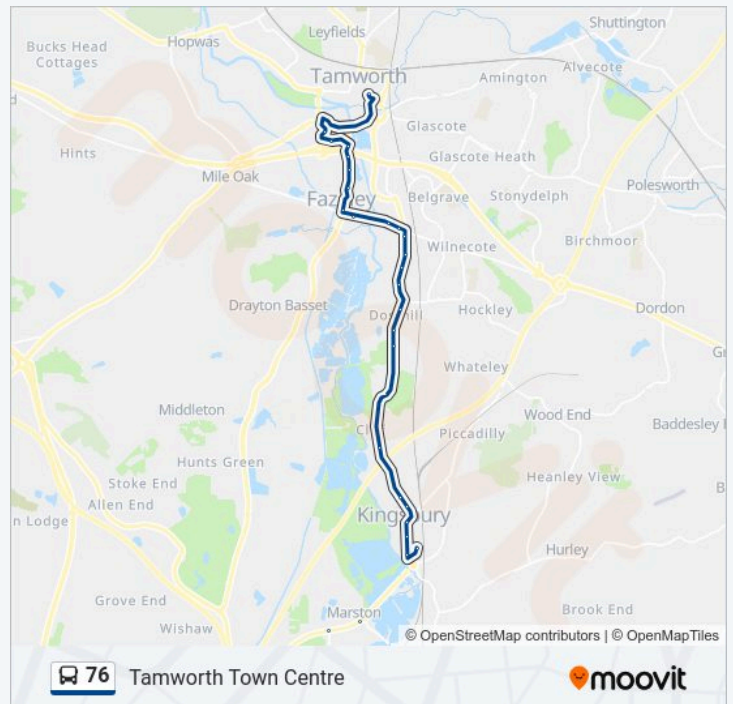 Leyfields
Shuttington
Bucks Head
Cottages
Hopwas
Alvecote
Tamworth
Amington
Glascote
Hints
Glascote Heath
Mile Oak
Polesworth
Fazeley
Belgrave
Stonydelph
Birchmoor
Wilnecote
Drayton Basset
Hockley
Dordon
Whateley
Middleton
Wood End
Baddesley
Piccadilly
Hunts Green
Heanley View
Stoke End
Allen End
n Lodge
Kingsbury
Hurley
Grove End
Brook End
Marston
Wishaw
© OpenStreetMap contributors | © OpenMapTiles
76 Tamworth Town Centre
moovit